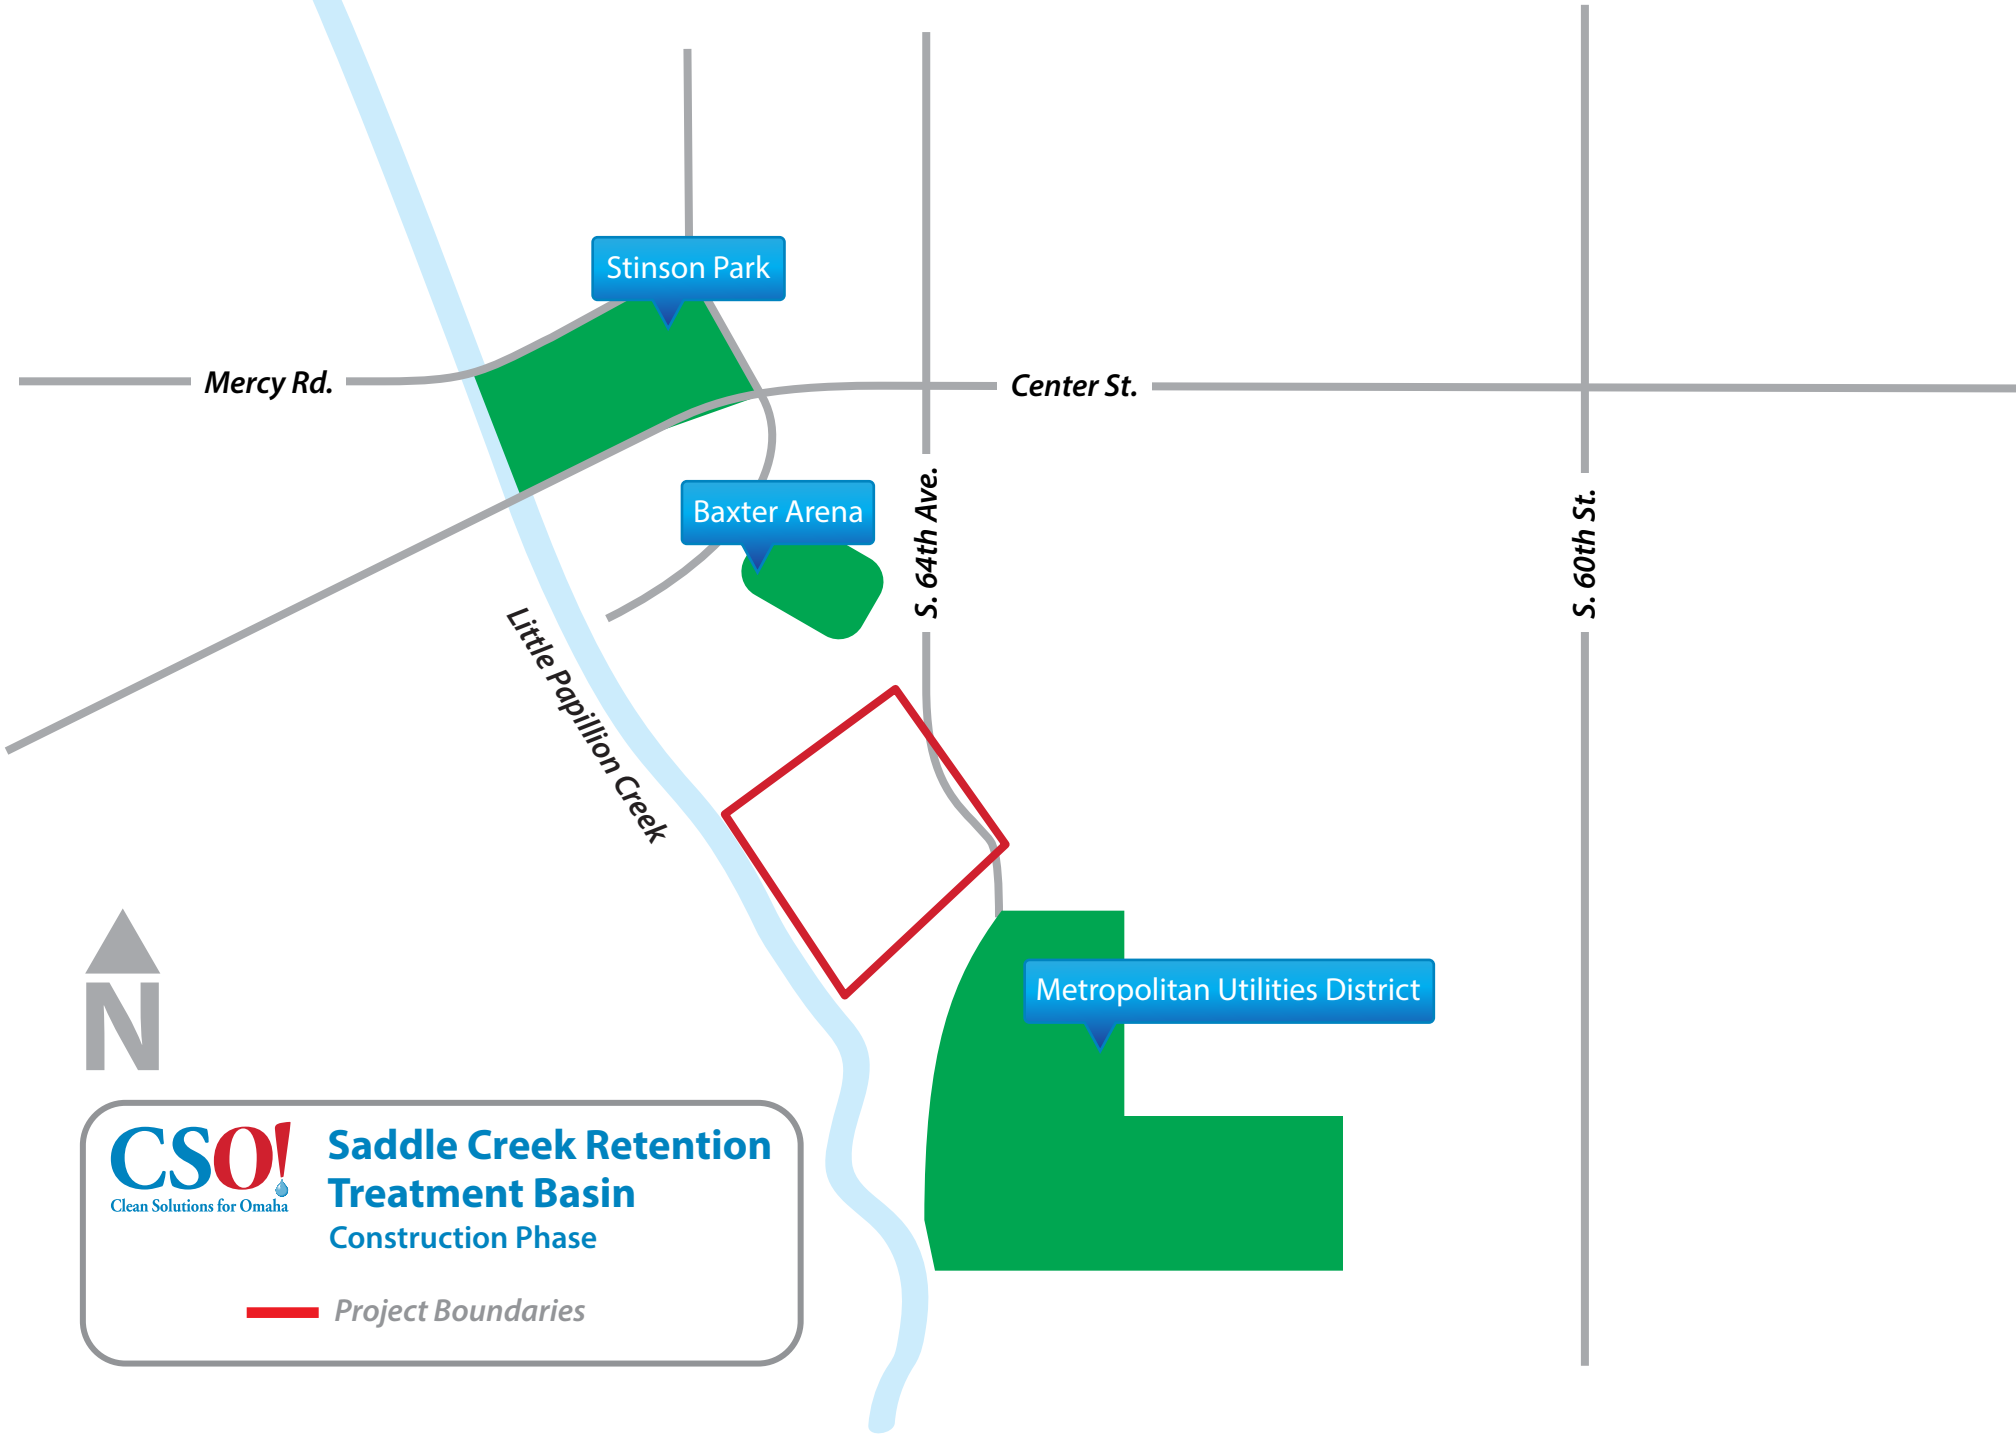 Stinson Park
Mercy Rd.
Center St.
Baxter Arena
S. 64th Ave.
S. 60th St.
Little Papillion Creek
Metropolitan Utilities District
N
CSO!
Clean Solutions for Omaha
Saddle Creek Retention
Treatment Basin
Construction Phase
Project Boundaries